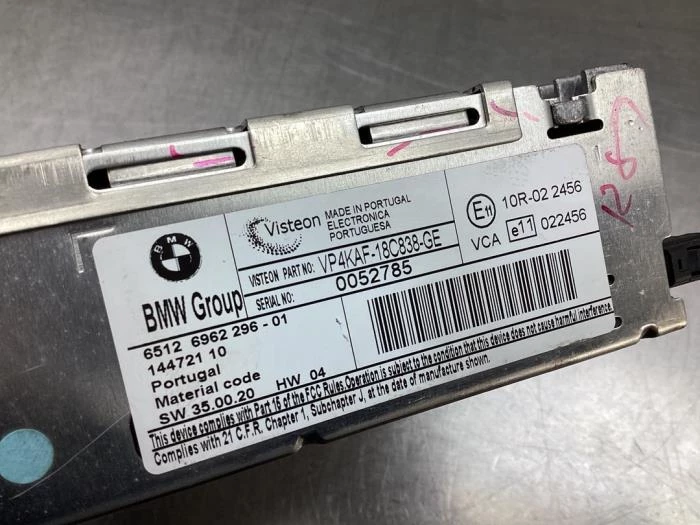 BMW
BMW Group
6512 6962 296 - 01
144721 10
Portugal
Material code
SW 35.00.20
HW 04
Visteon
MADE IN PORTUGAL
ELECTRONICA
PORTUGUESA
VISTEON PART NO: VP4KAF-18C838-GE
SERIAL NO: 0052785
E11 10R-02 2456
VCA e11 022456
This device complies with Part 15 of the FCC Rules.Operation is subject to the condition this device does not cause harmful interference.
Complies with 21 C.F.R. Chapter 1, Subchapter J, at the date of manufacture shown.